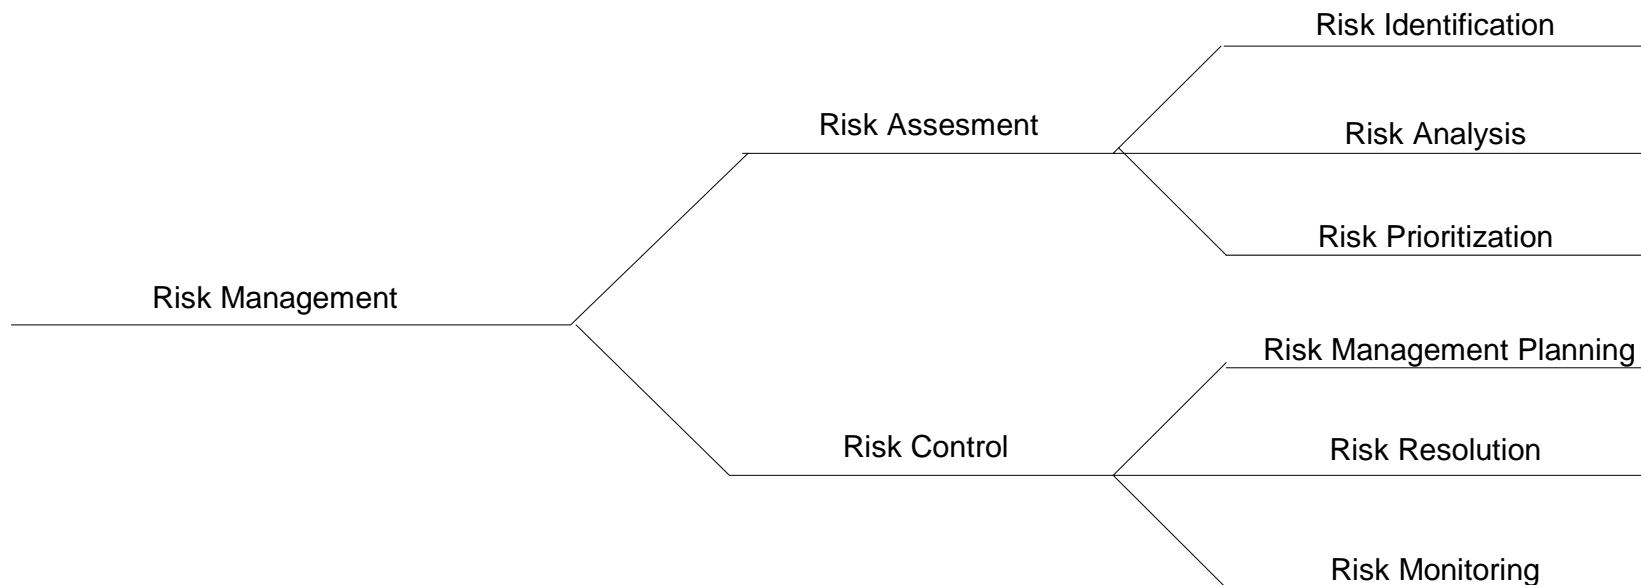 Risk Identification
Risk Assesment
Risk Analysis
Risk Prioritization
Risk Management
Risk Management Planning
Risk Control
Risk Resolution
Risk Monitoring